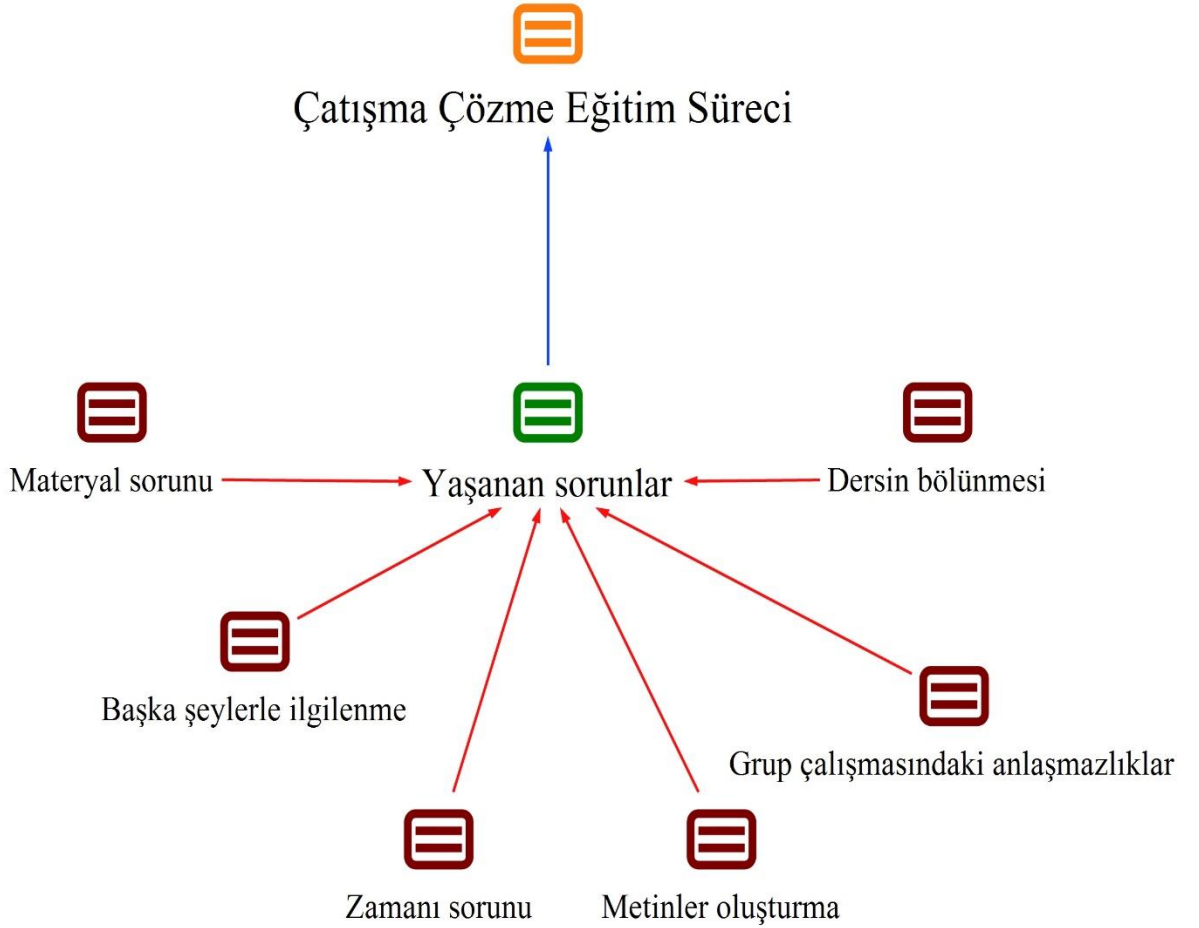 Çatışma Çözme Eğitim Süreci
Materyal sorunu
Yaşanan sorunlar
Dersin bölünmesi
Başka şeylerle ilgilenme
Grup çalışmasındaki anlaşmazlıklar
Zamanı sorunu
Metinler oluşturma